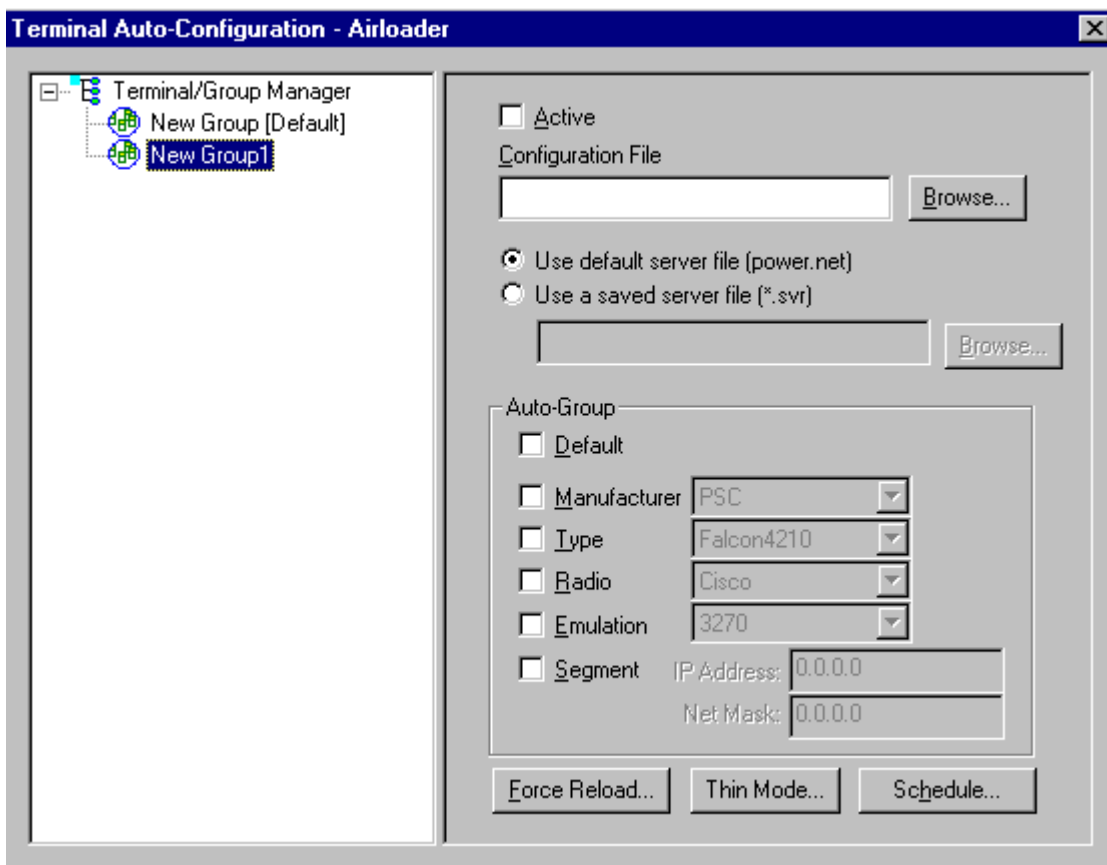 Terminal Auto-Configuration - Airloader
Terminal/Group Manager
New Group [Default]
New Group1
Active
Configuration File
Browse...
Use default server file (power.net)
Use a saved server file (*.svr)
Browse...
Auto-Group
Default
Manufacturer PSC
Type Falcon4210
Radio Cisco
Emulation 3270
Segment IP Address: 0.0.0.0
Net Mask: 0.0.0.0
Force Reload... Thin Mode... Schedule...